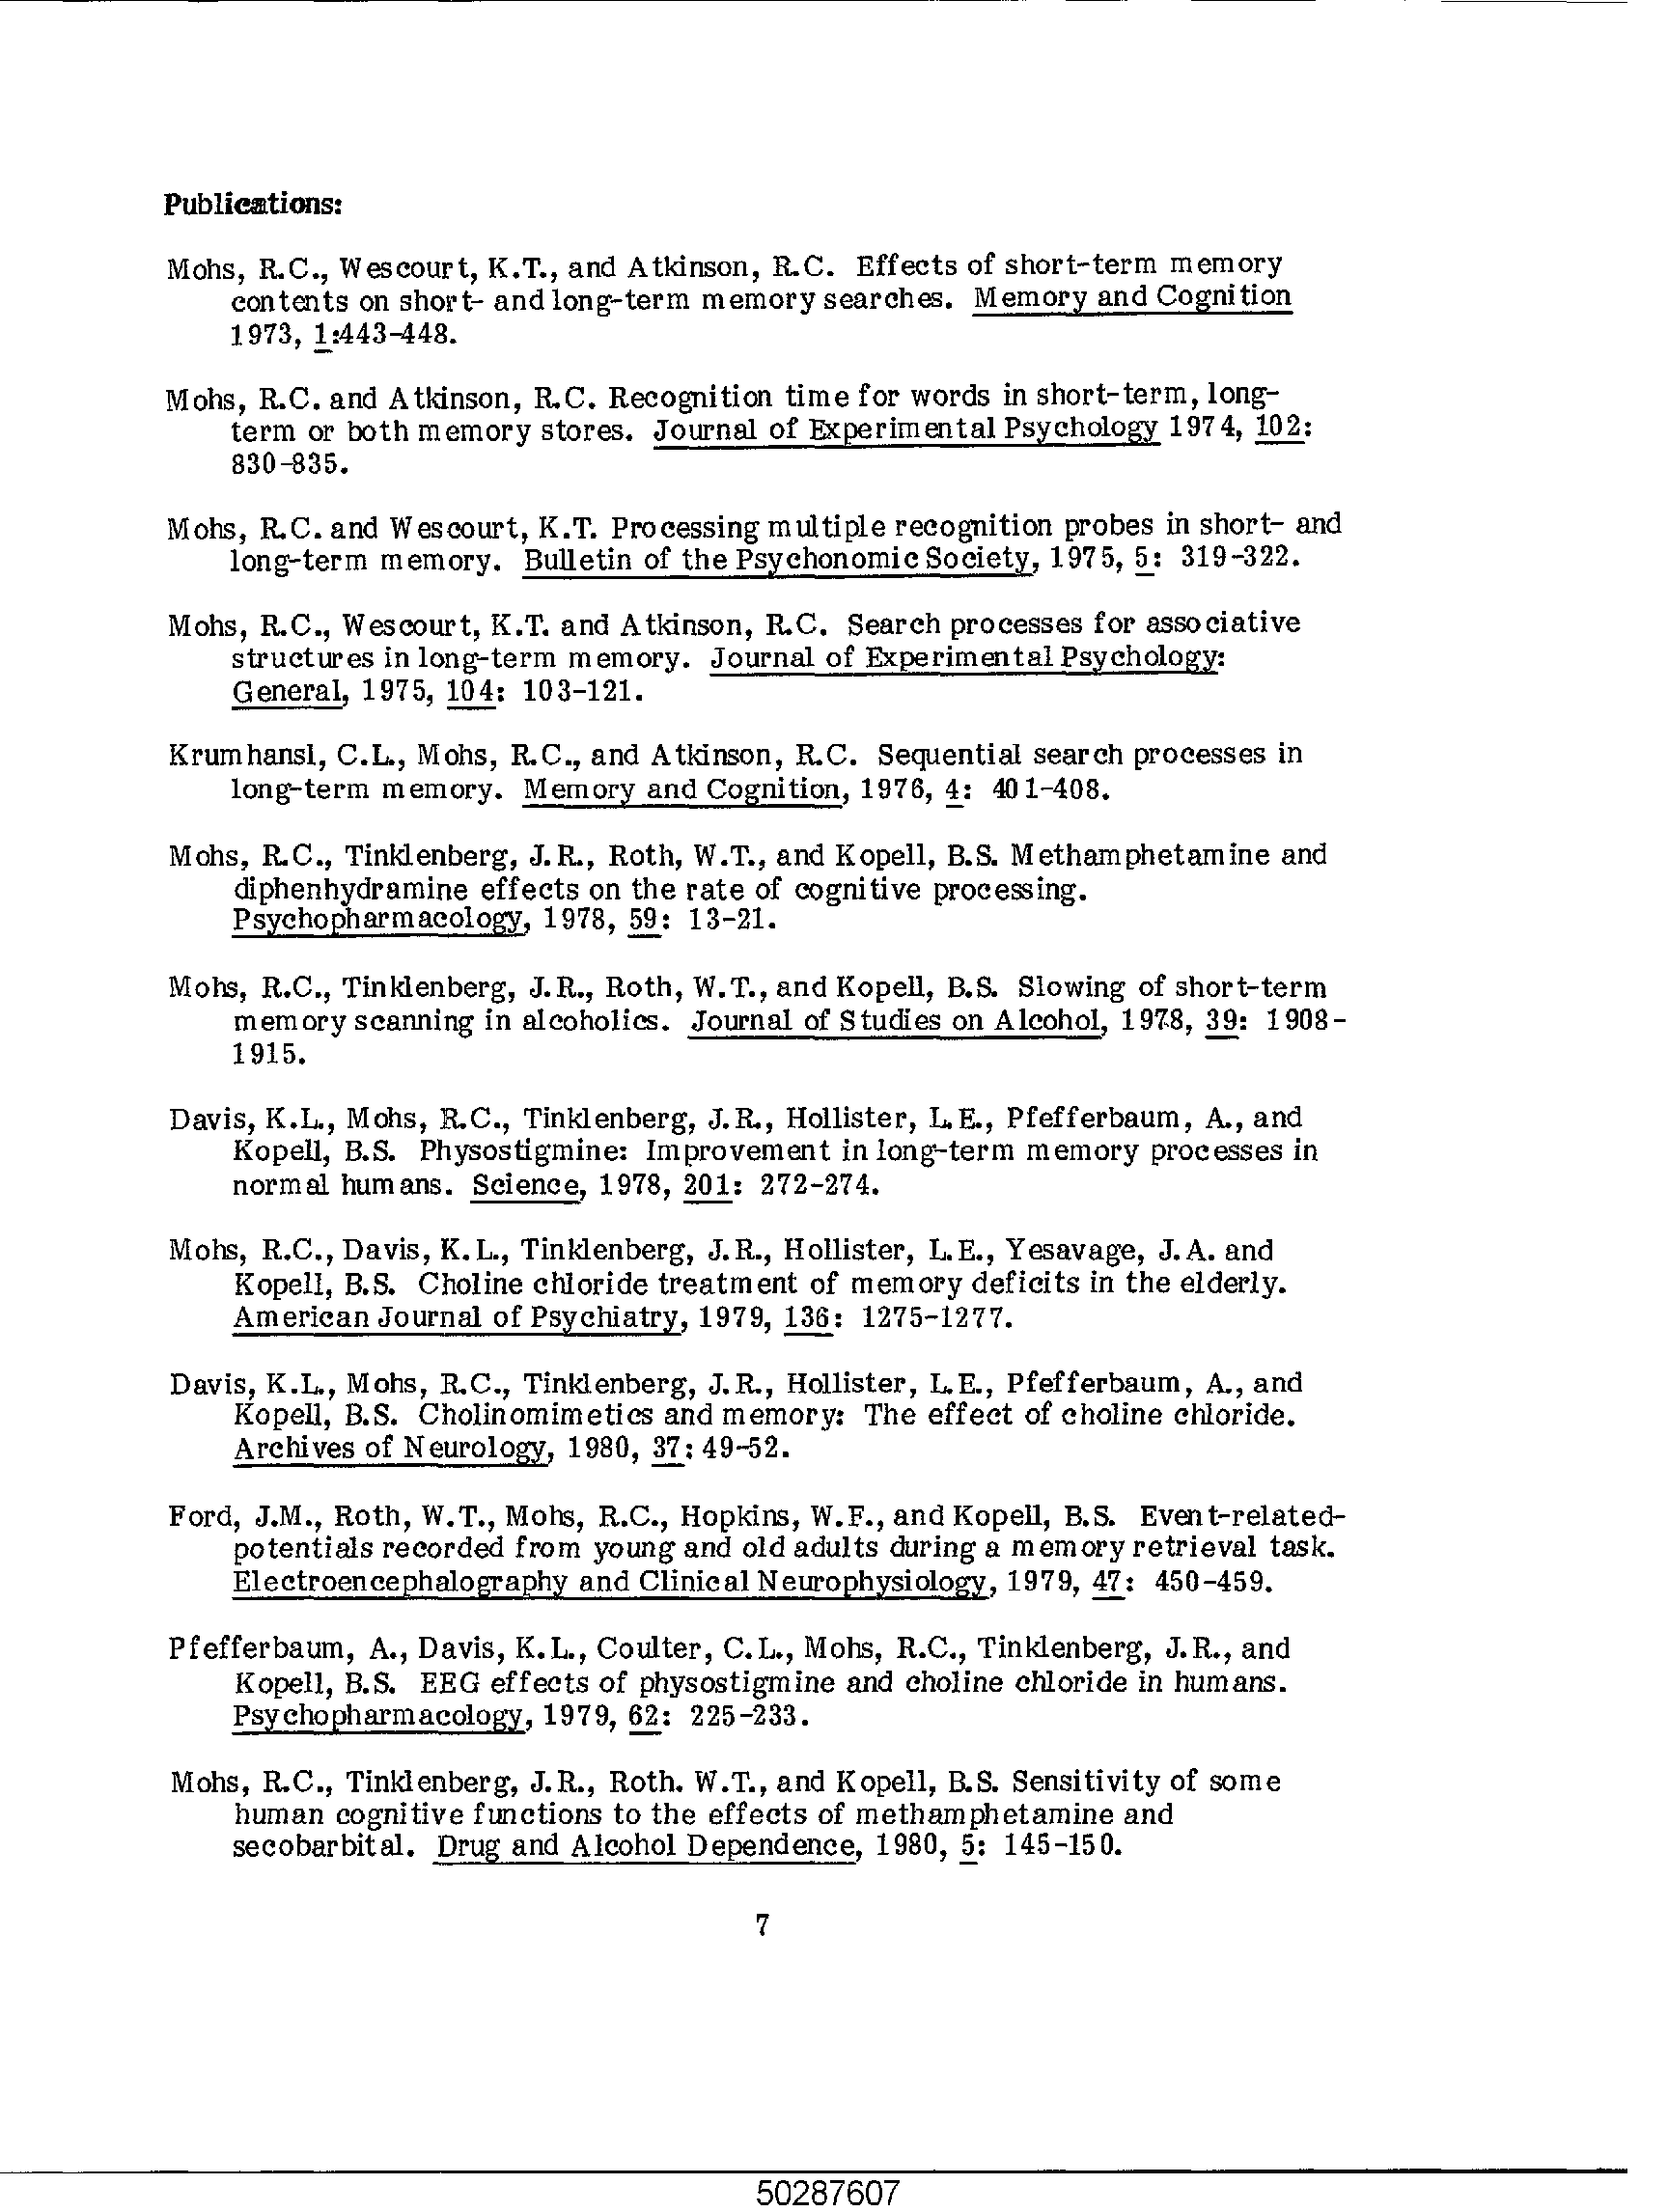 Publications:
Mohs, R.C., Wescourt, K.T., and Atkinson, R.C. Effects of short-term memory
contents on short- and long-term memory searches. Memory and Cognition
1973, 1:443-448.
Mohs, R.C. and Atkinson, R.C. Recognition time for words in short-term, long-
term or both memory stores. Journal of Experimental Psychology 1974, 102:
830-835.
Mohs, R.C. and Wescourt, K.T. Processing multiple recognition probes in short- and
long-term memory. Bulletin of the Psychonomic Society, 1975, 5: 319-322.
Mohs, R.C., Wescourt, K.T. and Atkinson, R.C. Search processes for associative
structures in long-term memory. Journal of Experimental Psychology:
General, 1975, 104: 103-121.
Krumhansl, C.L., Mohs, R.C., and Atkinson, R.C. Sequential search processes in
long-term memory. Memory and Cognition, 1976, 4: 401-408.
Mohs, R.C., Tinklenberg, J.R., Roth, W.T., and Kopell, B.S. Methamphetamine and
diphenhydramine effects on the rate of cognitive processing.
Psychopharmacology, 1978, 59: 13-21.
Mohs, R.C., Tinklenberg, J.R., Roth, W.T., and Kopell, B.S. Slowing of short-term
memory scanning in alcoholics. Journal of Studies on Alcohol, 1978, 39: 1908-
1915.
Davis, K.L., Mohs, R.C., Tinklenberg, J.R., Hollister, L.E., Pfefferbaum, A., and
Kopell, B.S. Physostigmine: Improvement in long-term memory processes in
normal humans. Science, 1978, 201: 272-274.
Mohs, R.C., Davis, K.L., Tinklenberg, J.R., Hollister, L.E., Yesavage, J.A. and
Kopell, B.S. Choline chloride treatment of memory deficits in the elderly.
American Journal of Psychiatry, 1979, 136: 1275-1277.
Davis, K.L., Mohs, R.C., Tinklenberg, J.R., Hollister, L.E., Pfefferbaum, A., and
Kopell, B.S. Cholinomimetics and memory: The effect of choline chloride.
Archives of Neurology, 1980, 37: 49-52.
Ford, J.M., Roth, W.T., Mohs, R.C., Hopkins, W.F., and Kopell, B.S. Event-related-
potentials recorded from young and old adults during a memory retrieval task.
Electroencephalography and Clinical Neurophysiology, 1979, 47: 450-459.
Pfefferbaum, A., Davis, K.L., Coulter, C.L., Mohs, R.C., Tinklenberg, J.R., and
Kopell, B.S. EEG effects of physostigmine and choline chloride in humans.
Psychopharmacology, 1979, 62: 225-233.
Mohs, R.C., Tinklenberg, J.R., Roth. W.T., and Kopell, B.S. Sensitivity of some
human cognitive functions to the effects of methamphetamine and
secobarbital. Drug and Alcohol Dependence, 1980, 5: 145-150.
7
50287607